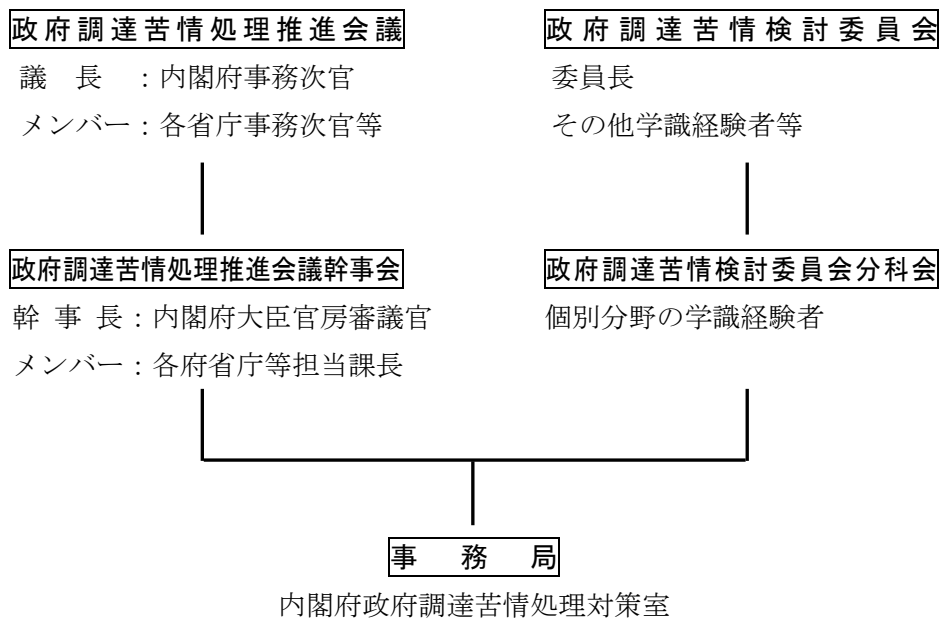 政府調達苦情処理推進会議
議　長　：内閣府事務次官
メンバー：各省庁事務次官等
政府調達苦情検討委員会
委員長
その他学識経験者等
政府調達苦情処理推進会議幹事会
幹 事 長：内閣府大臣官房審議官
メンバー：各府省庁等担当課長
政府調達苦情検討委員会分科会
個別分野の学識経験者
事　務　局
内閣府政府調達苦情処理対策室